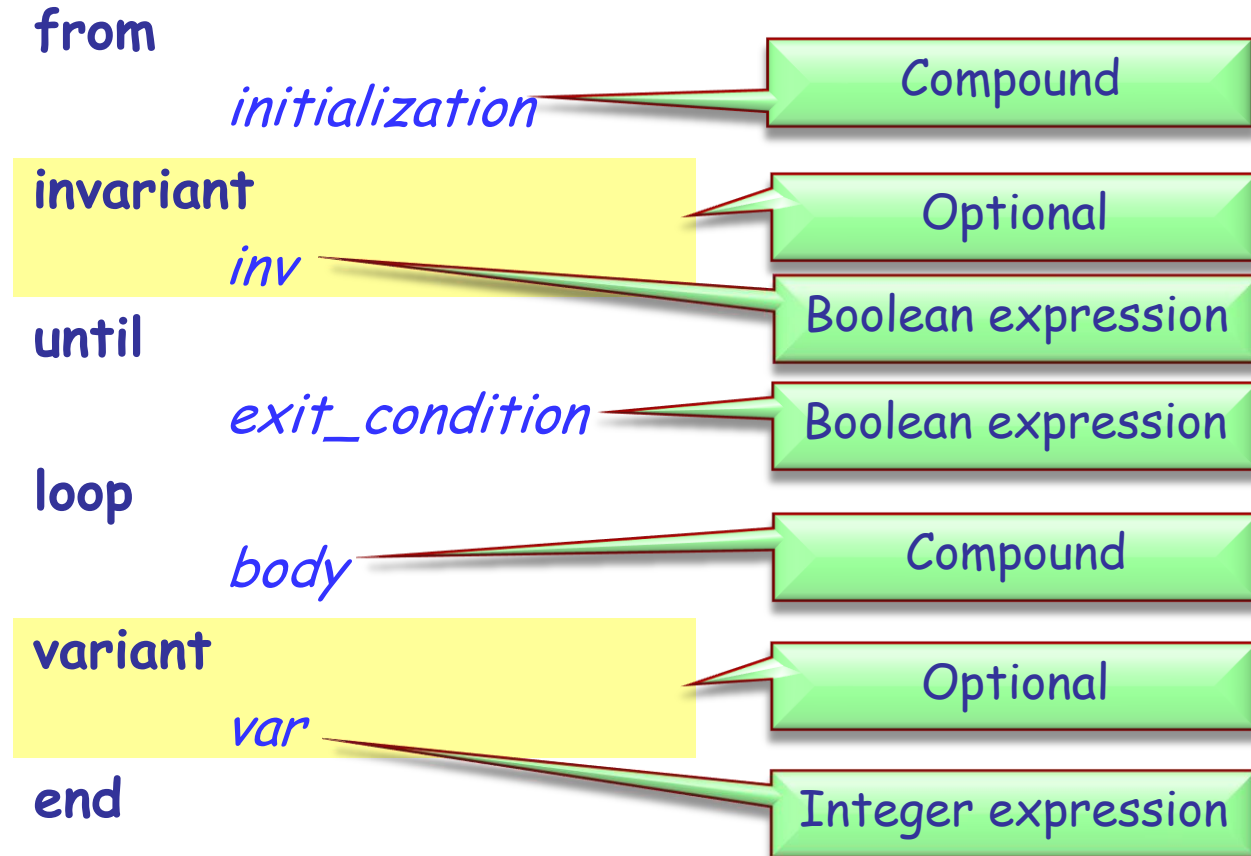 from
initialization
Compound
invariant
Optional
inv
Boolean expression
until
exit_condition
Boolean expression
loop
body
Compound
variant
Optional
var
end
Integer expression